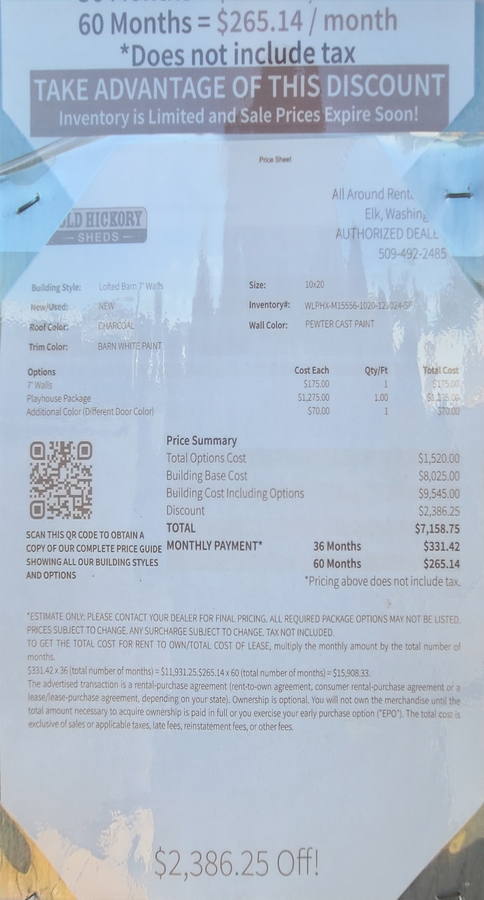 60 Months = $265.14 / month
*Does not include tax
TAKE ADVANTAGE OF THIS DISCOUNT
Inventory is Limited and Sale Prices Expire Soon!
Price Sheet
All Around
Elk,
AUTHORIZED
509-492-2485
HICKORY
SHEDS
Building Style: Lofted Barn 7' Walls Size: 10x20
New/Used: NEW Inventory#:
Roof Color: CHARCOAL Wall Color: PEWTER CAST PAINT
Trim Color: BARN WHITE PAINT
Options Cost Each Qty/Ft Total Cost
7' Walls $175.00 1 $175.00
Playhouse Package $1,275.00 1.00 $1,275.00
Additional Color (Different Door Color) $70.00 1 $70.00
Price Summary
Total Options Cost $1,520.00
Building Base Cost $8,025.00
Building Cost Including Options $9,545.00
Discount $2,386.25
TOTAL $7,158.75
MONTHLY PAYMENT* 36 Months $331.42
60 Months $265.14
*Pricing above does not include tax.
SCAN THIS QR CODE TO OBTAIN A
COPY OF OUR COMPLETE PRICE GUIDE
SHOWING ALL OUR BUILDING STYLES
AND OPTIONS
*ESTIMATE ONLY: PLEASE CONTACT YOUR DEALER FOR FINAL PRICING. ALL REQUIRED PACKAGE OPTIONS MAY NOT BE LISTED.
PRICES SUBJECT TO CHANGE. ANY SURCHARGE SUBJECT TO CHANGE. TAX NOT INCLUDED.
TO GET THE TOTAL COST FOR RENT TO OWN/TOTAL COST OF LEASE, multiply the monthly amount by the total number of
months.
$331.42 x 36 (total number of months) = $11,931.25.$265.14 x 60 (total number of months) = $15,908.33.
The advertised transaction is a rental-purchase agreement (rent-to-own agreement, consumer rental-purchase agreement or a
lease/lease-purchase agreement, depending on your state). Ownership is optional. You will not own the merchandise until the
total amount necessary to acquire ownership is paid in full or you exercise your early purchase option ("EPO"). The total cost is
exclusive of sales or applicable taxes, late fees, reinstatement fees, or other fees.
$2,386.25 Off!